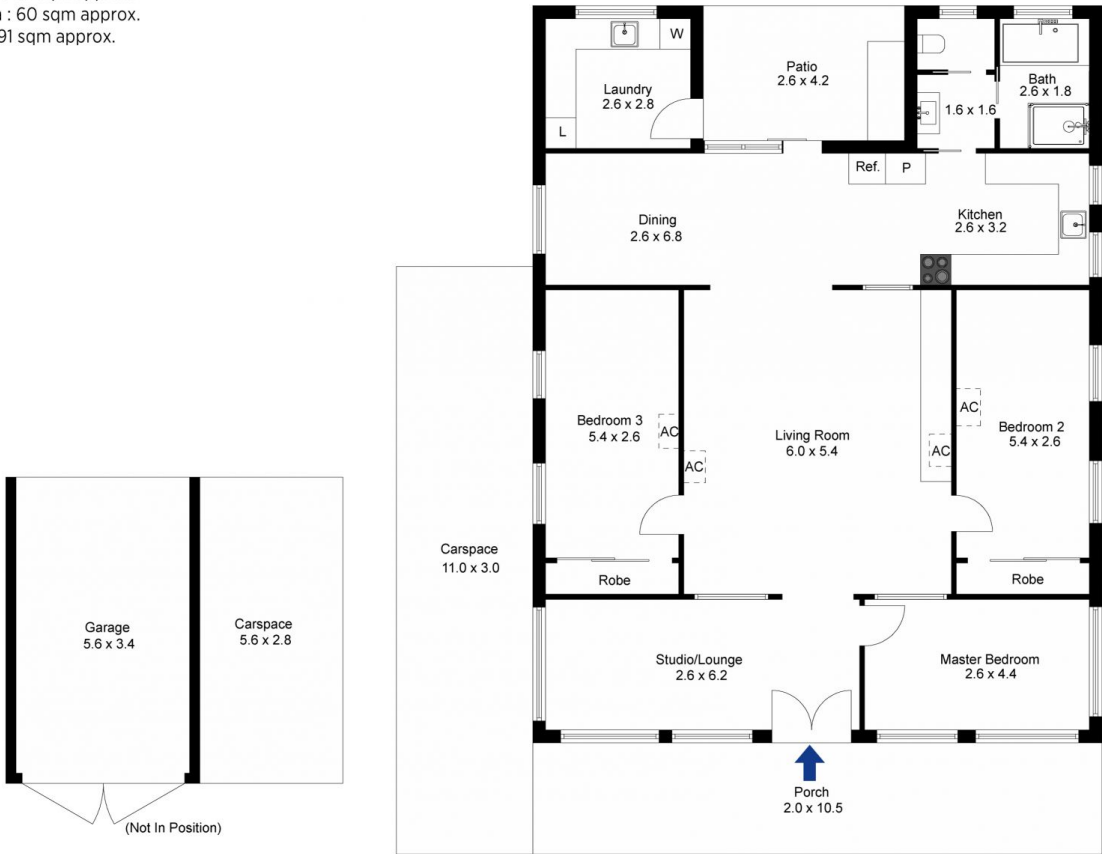 : 60 sqm approx.
91 sqm approx.
W
Laundry
2.6 x 2.8
L
Patio
2.6 x 4.2
Bath
2.6 x 1.8
1.6 x 1.6
Ref.
P
Dining
2.6 x 6.8
Kitchen
2.6 x 3.2
Bedroom 3
5.4 x 2.6
AC
AC
Living Room
6.0 x 5.4
AC
AC
Bedroom 2
5.4 x 2.6
Carspace
11.0 x 3.0
Robe
Robe
Garage
5.6 x 3.4
Carspace
5.6 x 2.8
Studio/Lounge
2.6 x 6.2
Master Bedroom
2.6 x 4.4
Porch
2.0 x 10.5
(Not In Position)